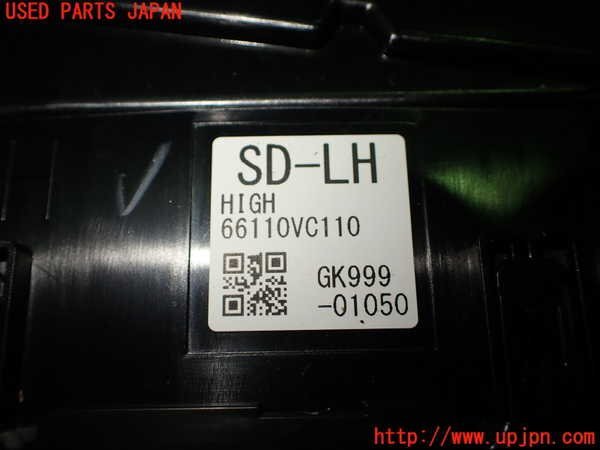 USED PARTS JAPAN
SD-LH
HIGH
66110VC110
GK999
-01050
http://www.upjpn.com